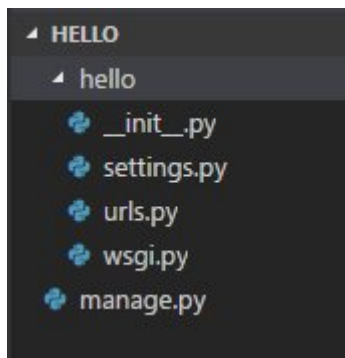 HELLO
hello
__init__.py
settings.py
urls.py
wsgi.py
manage.py